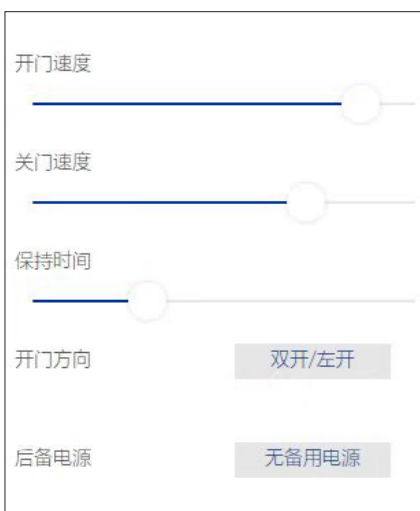 开门速度
关门速度
保持时间
开门方向 双开/左开
后备电源 无备用电源